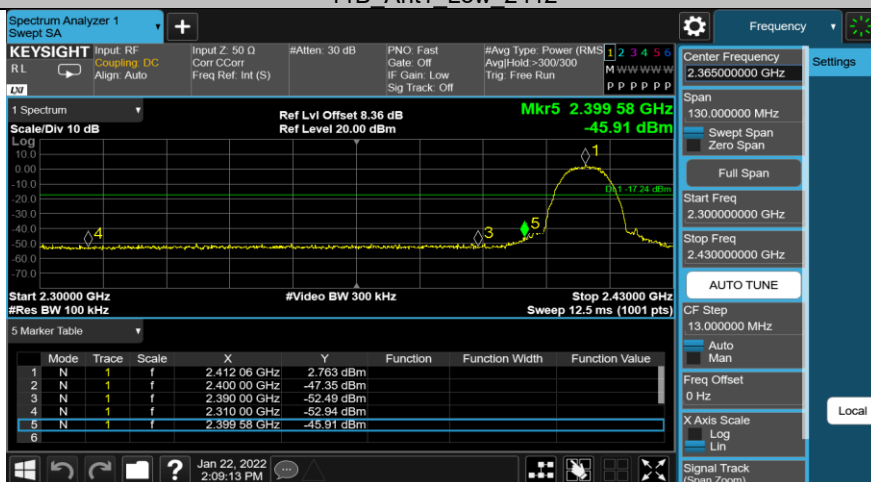 11B_Ant1_Low_2412
Spectrum Analyzer 1
Swept SA
Frequency
KEYSIGHT
RL
LXI
Input: RF
Coupling: DC
Align: Auto
Input Z: 50 Ω
Corr CCorr
Freq Ref: Int (S)
#Atten: 30 dB
PNO: Fast
Gate: Off
IF Gain: Low
Sig Track: Off
#Avg Type: Power (RMS
Avg|Hold:>300/300
Trig: Free Run
1 2 3 4 5 6
M W W W W W
P P P P P P
1 Spectrum
Scale/Div 10 dB
Ref Lvl Offset 8.36 dB
Ref Level 20.00 dBm
Mkr5 2.399 58 GHz
-45.91 dBm
Log
10.0
0.00
-10.0
-20.0
-30.0
-40.0
-50.0
-60.0
-70.0
1
DL1 -17.24 dBm
4
3
5
Start 2.30000 GHz
#Res BW 100 kHz
#Video BW 300 kHz
Stop 2.43000 GHz
Sweep 12.5 ms (1001 pts)
5 Marker Table
Mode Trace Scale X Y Function Function Width Function Value
1 N 1 f 2.412 06 GHz 2.763 dBm
2 N 1 f 2.400 00 GHz -47.35 dBm
3 N 1 f 2.390 00 GHz -52.49 dBm
4 N 1 f 2.310 00 GHz -52.94 dBm
5 N 1 f 2.399 58 GHz -45.91 dBm
6
Jan 22, 2022
2:09:13 PM
Center Frequency
2.365000000 GHz
Span
130.000000 MHz
Swept Span
Zero Span
Full Span
Start Freq
2.300000000 GHz
Stop Freq
2.430000000 GHz
AUTO TUNE
CF Step
13.000000 MHz
Auto
Man
Freq Offset
0 Hz
X Axis Scale
Log
Lin
Signal Track
(Span Zoom)
Settings
Local